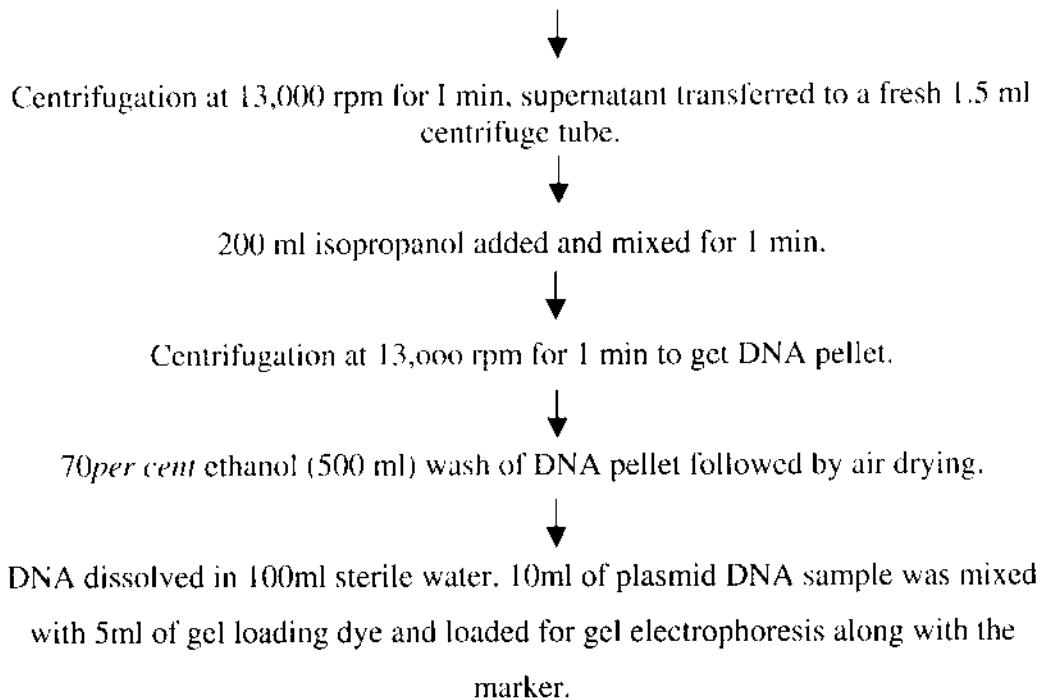 Centrifugation at 13,000 rpm for I min, supernatant transferred to a fresh 1.5 ml
centrifuge tube.
200 ml isopropanol added and mixed for 1 min.
Centrifugation at 13,ooo rpm for 1 min to get DNA pellet.
70per cent ethanol (500 ml) wash of DNA pellet followed by air drying.
DNA dissolved in 100ml sterile water. 10ml of plasmid DNA sample was mixed
with 5ml of gel loading dye and loaded for gel electrophoresis along with the
marker.